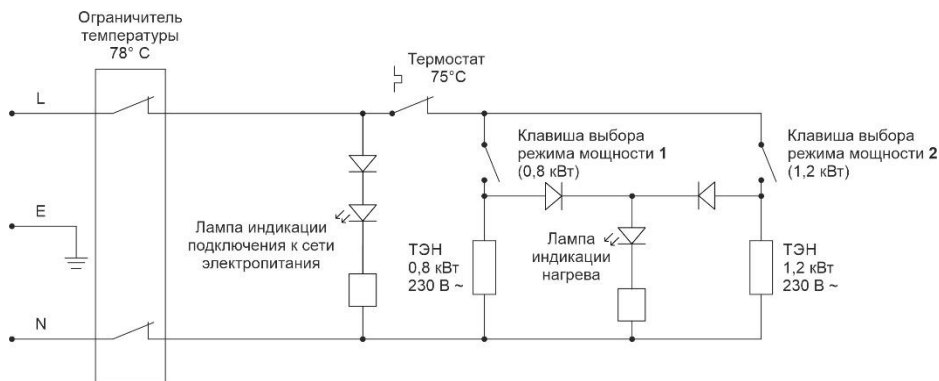 Ограничитель
температуры
78° C
Термостат
75°C
L
Клавиша выбора
режима мощности 1
(0,8 кВт)
Клавиша выбора
режима мощности 2
(1,2 кВт)
E
Лампа индикации
подключения к сети
электропитания
ТЭН
0,8 кВт
230 В ~
Лампа
индикации
нагрева
ТЭН
1,2 кВт
230 В ~
N